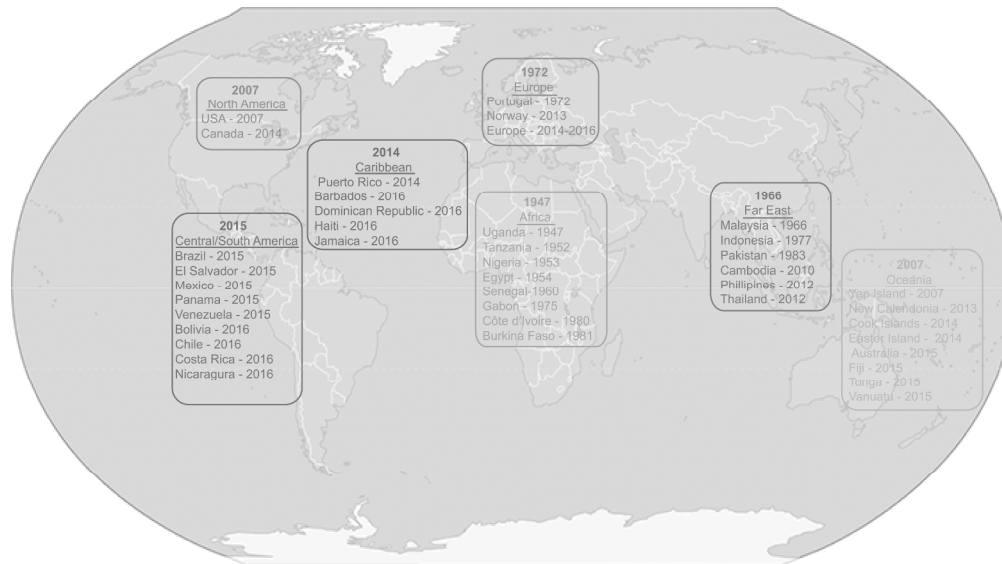 2007
North America
USA - 2007
Canada - 2014
1972
Europe
Portugal - 1972
Norway - 2013
Europe - 2014-2016
2014
Caribbean
Puerto Rico - 2014
Barbados - 2016
Dominican Republic - 2016
Haiti - 2016
Jamaica - 2016
2015
Central/South America
Brazil - 2015
El Salvador - 2015
Mexico - 2015
Panama - 2015
Venezuela - 2015
Bolivia - 2016
Chile - 2016
Costa Rica - 2016
Nicaragura - 2016
1947
Africa
Uganda - 1947
Tanzania - 1952
Nigeria - 1953
Egypt - 1954
Senegal-1960
Gabon - 1975
Côte d'Ivoire - 1980
Burkina Faso - 1981
1966
Far East
Malaysia - 1966
Indonesia - 1977
Pakistan - 1983
Cambodia - 2010
Phillipines - 2012
Thailand - 2012
2007
Oceania
Yap Island - 2007
New Calendonia - 2013
Cook Islands - 2014
Easter Island - 2014
Australia - 2015
Fiji - 2015
Tonga - 2015
Vanuatu - 2015